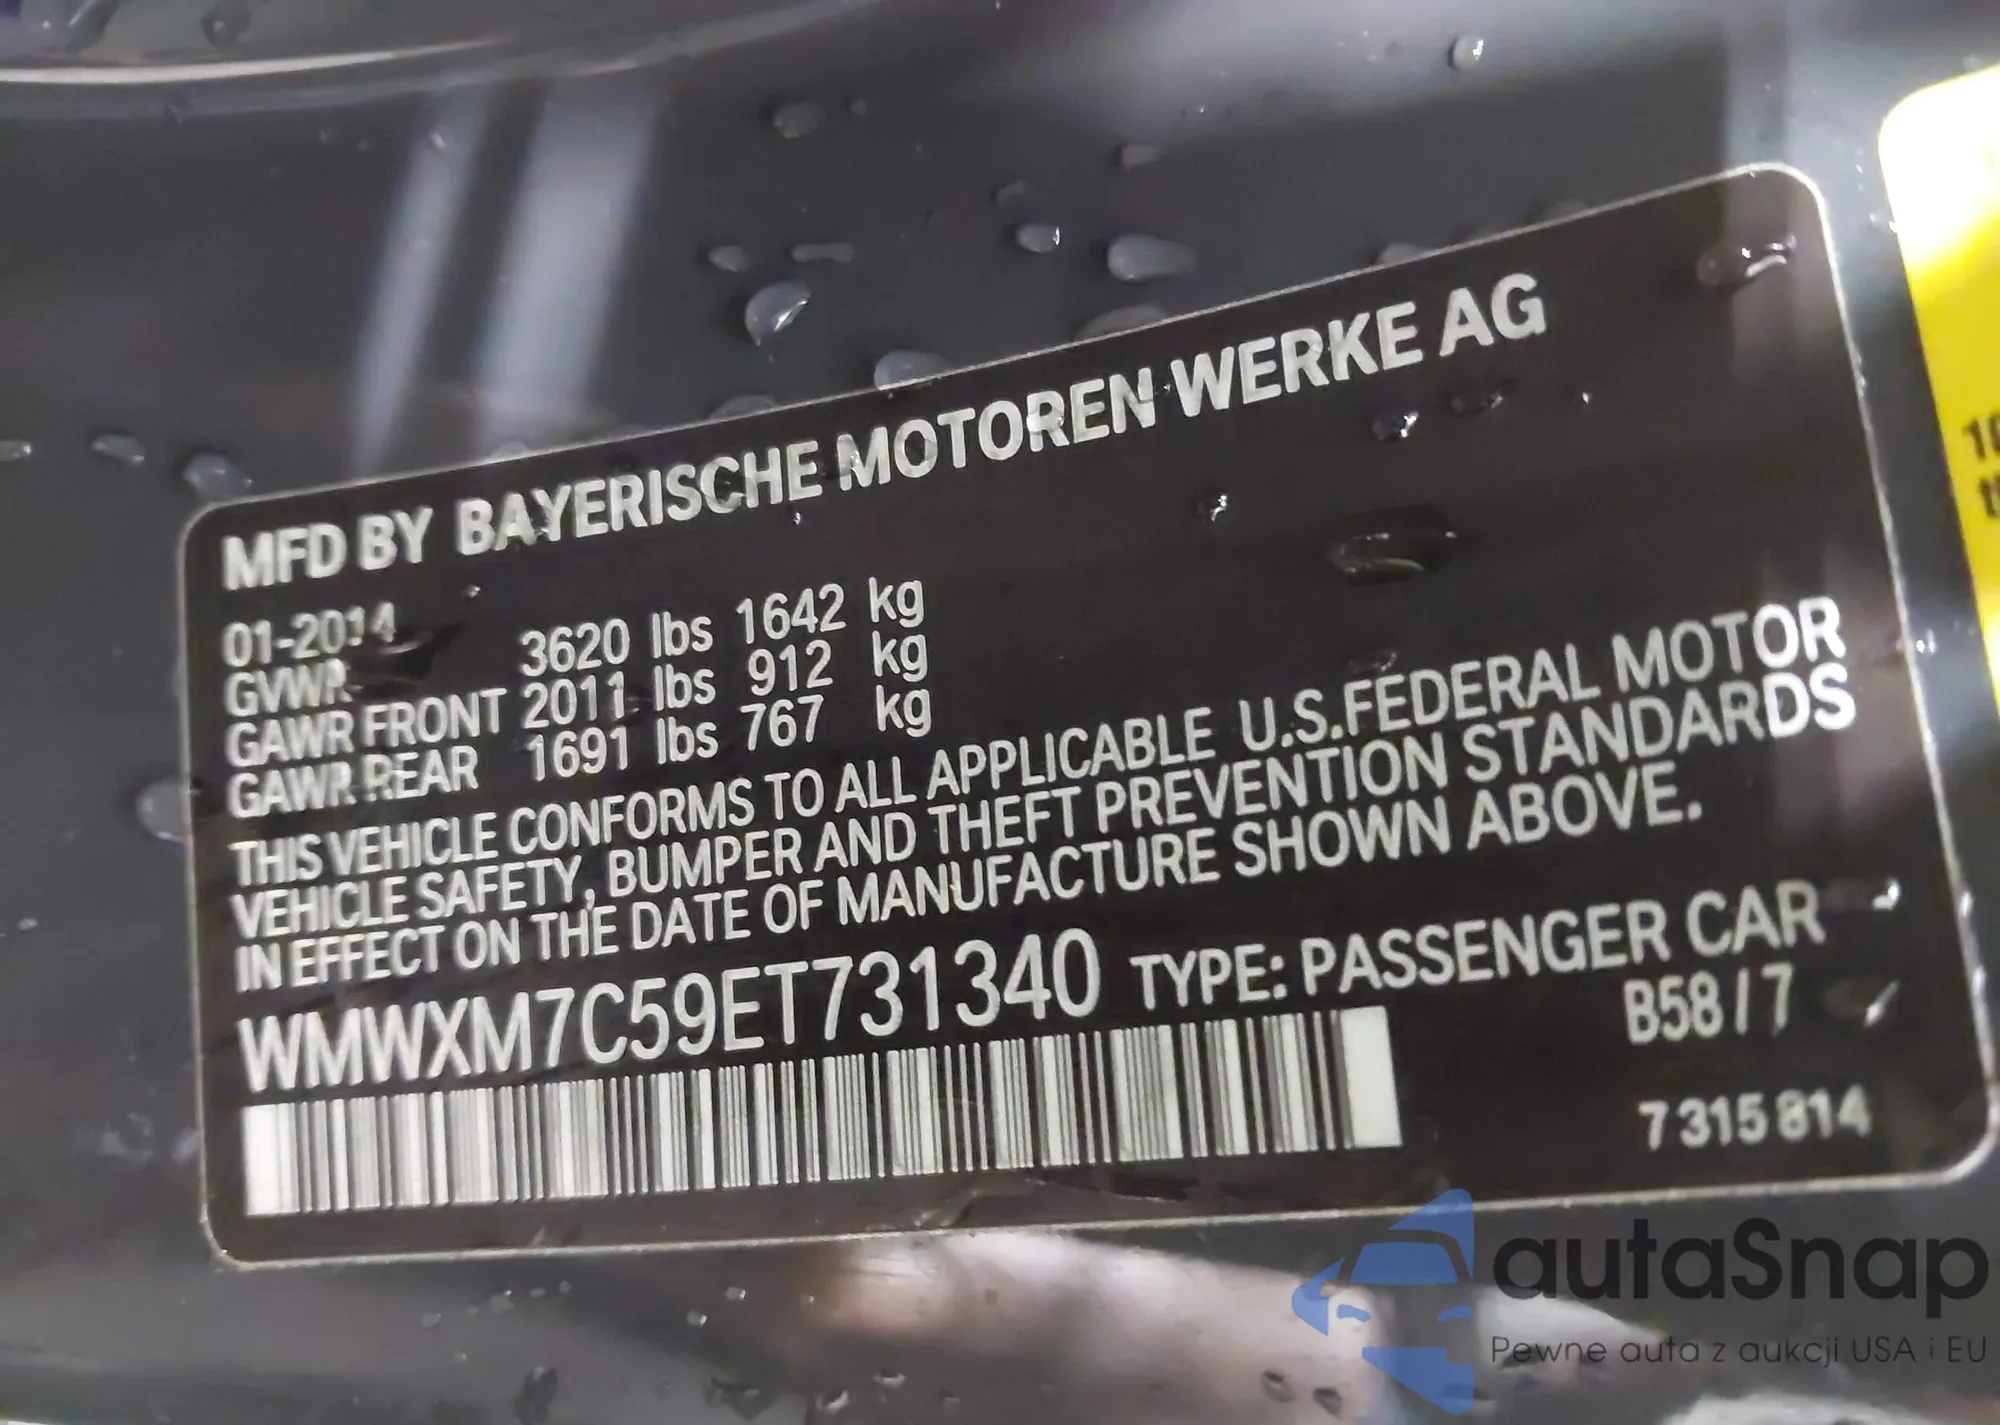 MFD BY BAYERISCHE MOTOREN WERKE AG
01-2014
GVWR 3620 lbs 1642 kg
GAWR FRONT 2011 lbs 912 kg
GAWR REAR 1691 lbs 767 kg
THIS VEHICLE CONFORMS TO ALL APPLICABLE U.S.FEDERAL MOTOR
VEHICLE SAFETY, BUMPER AND THEFT PREVENTION STANDARDS
IN EFFECT ON THE DATE OF MANUFACTURE SHOWN ABOVE.
WMWXM7C59ET731340 TYPE: PASSENGER CAR
B58 / 7
7 315 814
autaSnap
Pewne auta z aukcji USA i EU